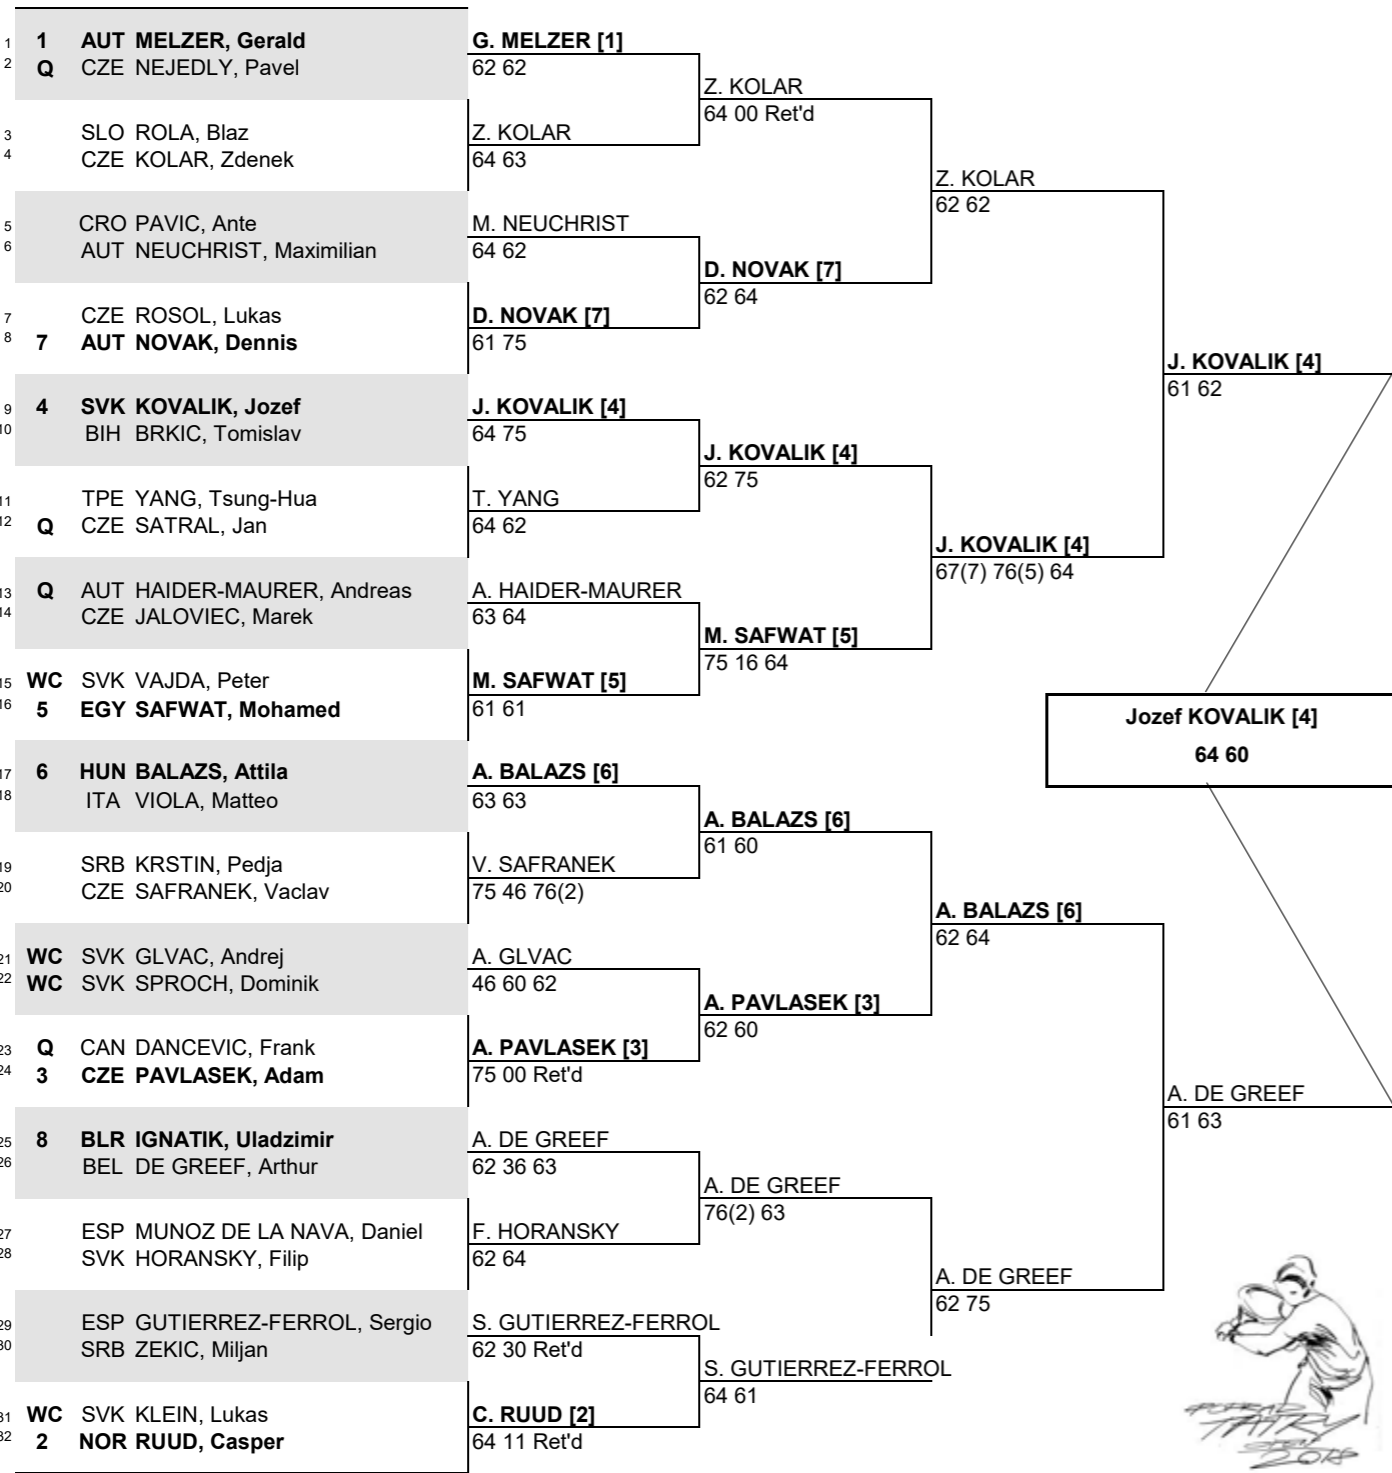 1 1 AUT MELZER, Gerald
2 Q CZE NEJEDLY, Pavel
3 SLO ROLA, Blaz
4 CZE KOLAR, Zdenek
5 CRO PAVIC, Ante
6 AUT NEUCHRIST, Maximilian
7 CZE ROSOL, Lukas
8 7 AUT NOVAK, Dennis
9 4 SVK KOVALIK, Jozef
10 BIH BRKIC, Tomislav
11 TPE YANG, Tsung-Hua
12 Q CZE SATRAL, Jan
13 Q AUT HAIDER-MAURER, Andreas
14 CZE JALOVIEC, Marek
15 WC SVK VAJDA, Peter
16 5 EGY SAFWAT, Mohamed
17 6 HUN BALAZS, Attila
18 ITA VIOLA, Matteo
19 SRB KRSTIN, Pedja
20 CZE SAFRANEK, Vaclav
21 WC SVK GLVAC, Andrej
22 WC SVK SPROCH, Dominik
23 Q CAN DANCEVIC, Frank
24 3 CZE PAVLASEK, Adam
25 8 BLR IGNATIK, Uladzimir
26 BEL DE GREEF, Arthur
27 ESP MUNOZ DE LA NAVA, Daniel
28 SVK HORANSKY, Filip
29 ESP GUTIERREZ-FERROL, Sergio
30 SRB ZEKIC, Miljan
31 WC SVK KLEIN, Lukas
32 2 NOR RUUD, Casper
G. MELZER [1]
62 62
Z. KOLAR
64 63
M. NEUCHRIST
64 62
D. NOVAK [7]
61 75
J. KOVALIK [4]
64 75
T. YANG
64 62
A. HAIDER-MAURER
63 64
M. SAFWAT [5]
61 61
A. BALAZS [6]
63 63
V. SAFRANEK
75 46 76(2)
A. GLVAC
46 60 62
A. PAVLASEK [3]
75 00 Ret'd
A. DE GREEF
62 36 63
F. HORANSKY
62 64
S. GUTIERREZ-FERROL
62 30 Ret'd
C. RUUD [2]
64 11 Ret'd
Z. KOLAR
64 00 Ret'd
D. NOVAK [7]
62 64
J. KOVALIK [4]
62 75
M. SAFWAT [5]
75 16 64
A. BALAZS [6]
61 60
A. PAVLASEK [3]
62 60
A. DE GREEF
76(2) 63
S. GUTIERREZ-FERROL
64 61
Z. KOLAR
62 62
J. KOVALIK [4]
67(7) 76(5) 64
A. BALAZS [6]
62 64
A. DE GREEF
62 75
J. KOVALIK [4]
61 62
A. DE GREEF
61 63
Jozef KOVALIK [4]
64 60
POPRAD
TATRY
OPEN
2018